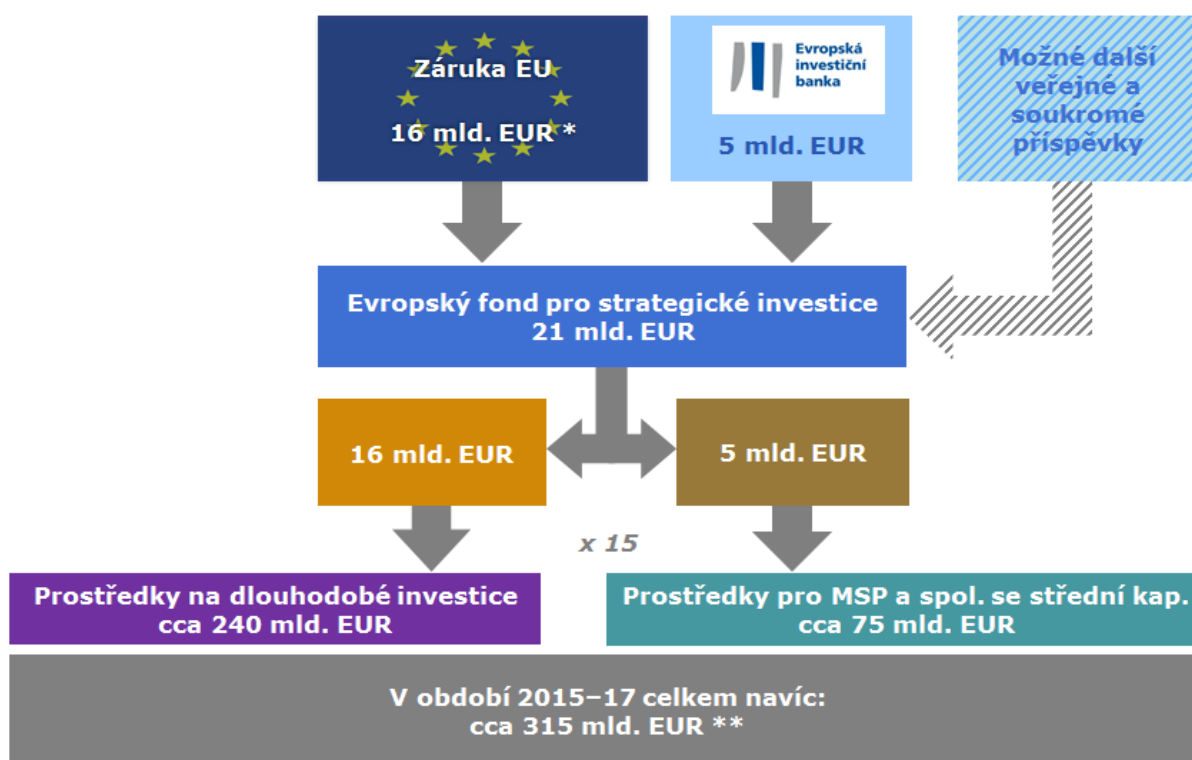 Záruka EU
16 mld. EUR *
Evropská
investiční
banka
5 mld. EUR
Možné další
veřejné a
soukromé
příspěvky
Evropský fond pro strategické investice
21 mld. EUR
16 mld. EUR
5 mld. EUR
x 15
Prostředky na dlouhodobé investice
cca 240 mld. EUR
Prostředky pro MSP a spol. se střední kap.
cca 75 mld. EUR
V období 2015–17 celkem navíc:
cca 315 mld. EUR **